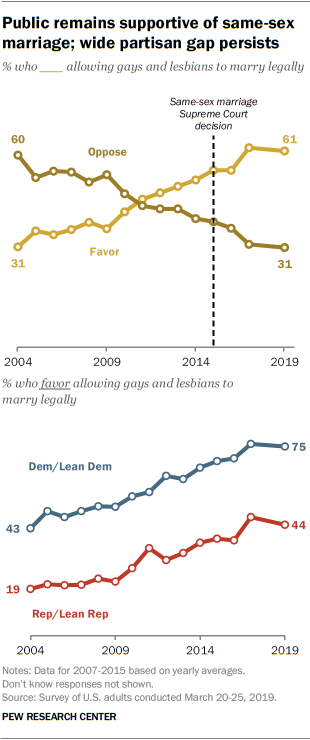 Public remains supportive of same-sex
marriage; wide partisan gap persists
% who ____ allowing gays and lesbians to marry legally
Same-sex marriage
Supreme Court
decision
60
Oppose
61
31
Favor
31
2004 2009 2014 2019
% who favor allowing gays and lesbians to
marry legally
Dem/Lean Dem
75
43
44
19
Rep/Lean Rep
2004 2009 2014 2019
Notes: Data for 2007-2015 based on yearly averages.
Don't know responses not shown.
Source: Survey of U.S. adults conducted March 20-25, 2019.
PEW RESEARCH CENTER